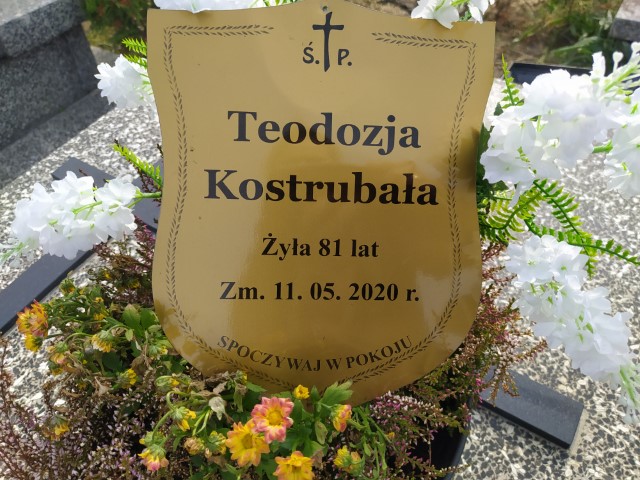 Ś. P.
Teodozja
Kostrubała
Żyła 81 lat
Zm. 11. 05. 2020 r.
SPOCZYWAJ W POKOJU